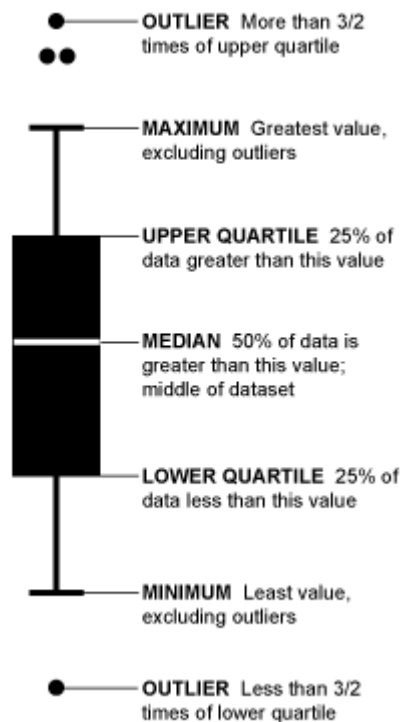 OUTLIER More than 3/2
times of upper quartile
MAXIMUM Greatest value,
excluding outliers
UPPER QUARTILE 25% of
data greater than this value
MEDIAN 50% of data is
greater than this value;
middle of dataset
LOWER QUARTILE 25% of
data less than this value
MINIMUM Least value,
excluding outliers
OUTLIER Less than 3/2
times of lower quartile